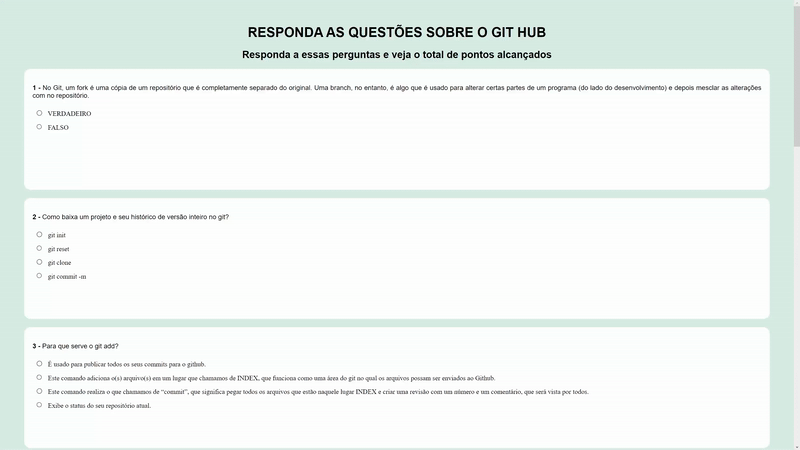 RESPONDA AS QUESTÕES SOBRE O GIT HUB
Responda a essas perguntas e veja o total de pontos alcançados
1 - No Git, um fork é uma cópia de um repositório que é completamente separado do original. Uma branch, no entanto, é algo que é usado para alterar certas partes de um programa (do lado do desenvolvimento) e depois mesclar as alterações
com no repositório.
VERDADEIRO
FALSO
2 - Como baixa um projeto e seu histórico de versão inteiro no git?
git init
git reset
git clone
git commit -m
3 - Para que serve o git add?
É usado para publicar todos os seus commits para o github.
Este comando adiciona o(s) arquivo(s) em um lugar que chamamos de INDEX, que funciona como uma área do git no qual os arquivos possam ser enviados ao Github.
Este comando realiza o que chamamos de “commit”, que significa pegar todos os arquivos que estão naquele lugar INDEX e criar uma revisão com um número e um comentário, que será vista por todos.
Exibe o status do seu repositório atual.